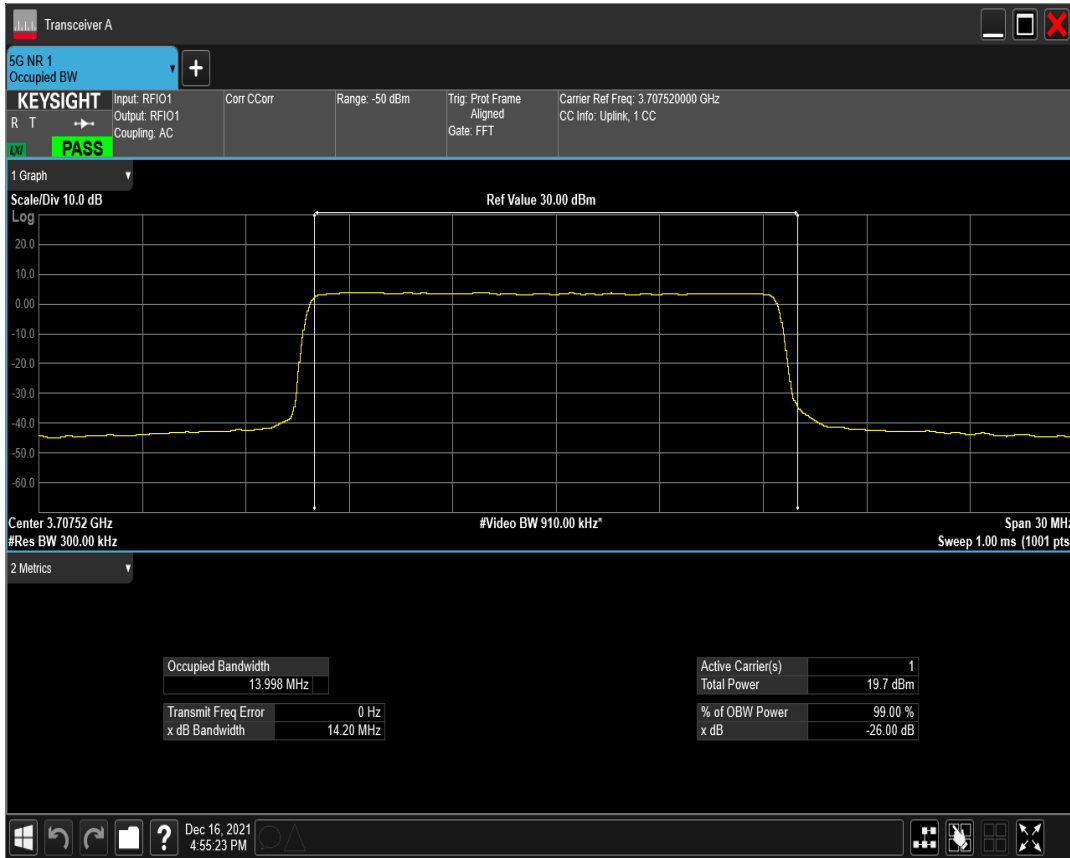 Transceiver A
5G NR 1
Occupied BW
KEYSIGHT
R T
LXI
PASS
Input: RFIO1
Output: RFIO1
Coupling: AC
Corr CCorr
Range: -50 dBm
Trig: Prot Frame
Aligned
Gate: FFT
Carrier Ref Freq: 3.707520000 GHz
CC Info: Uplink, 1 CC
1 Graph
Scale/Div 10.0 dB
Ref Value 30.00 dBm
Log
20.0
10.0
0.00
-10.0
-20.0
-30.0
-40.0
-50.0
-60.0
Center 3.70752 GHz
#Video BW 910.00 kHz*
Span 30 MHz
#Res BW 300.00 kHz
Sweep 1.00 ms (1001 pts
2 Metrics
Occupied Bandwidth
13.998 MHz
Transmit Freq Error 0 Hz
x dB Bandwidth 14.20 MHz
Active Carrier(s) 1
Total Power 19.7 dBm
% of OBW Power 99.00 %
x dB -26.00 dB
?
Dec 16, 2021
4:55:23 PM